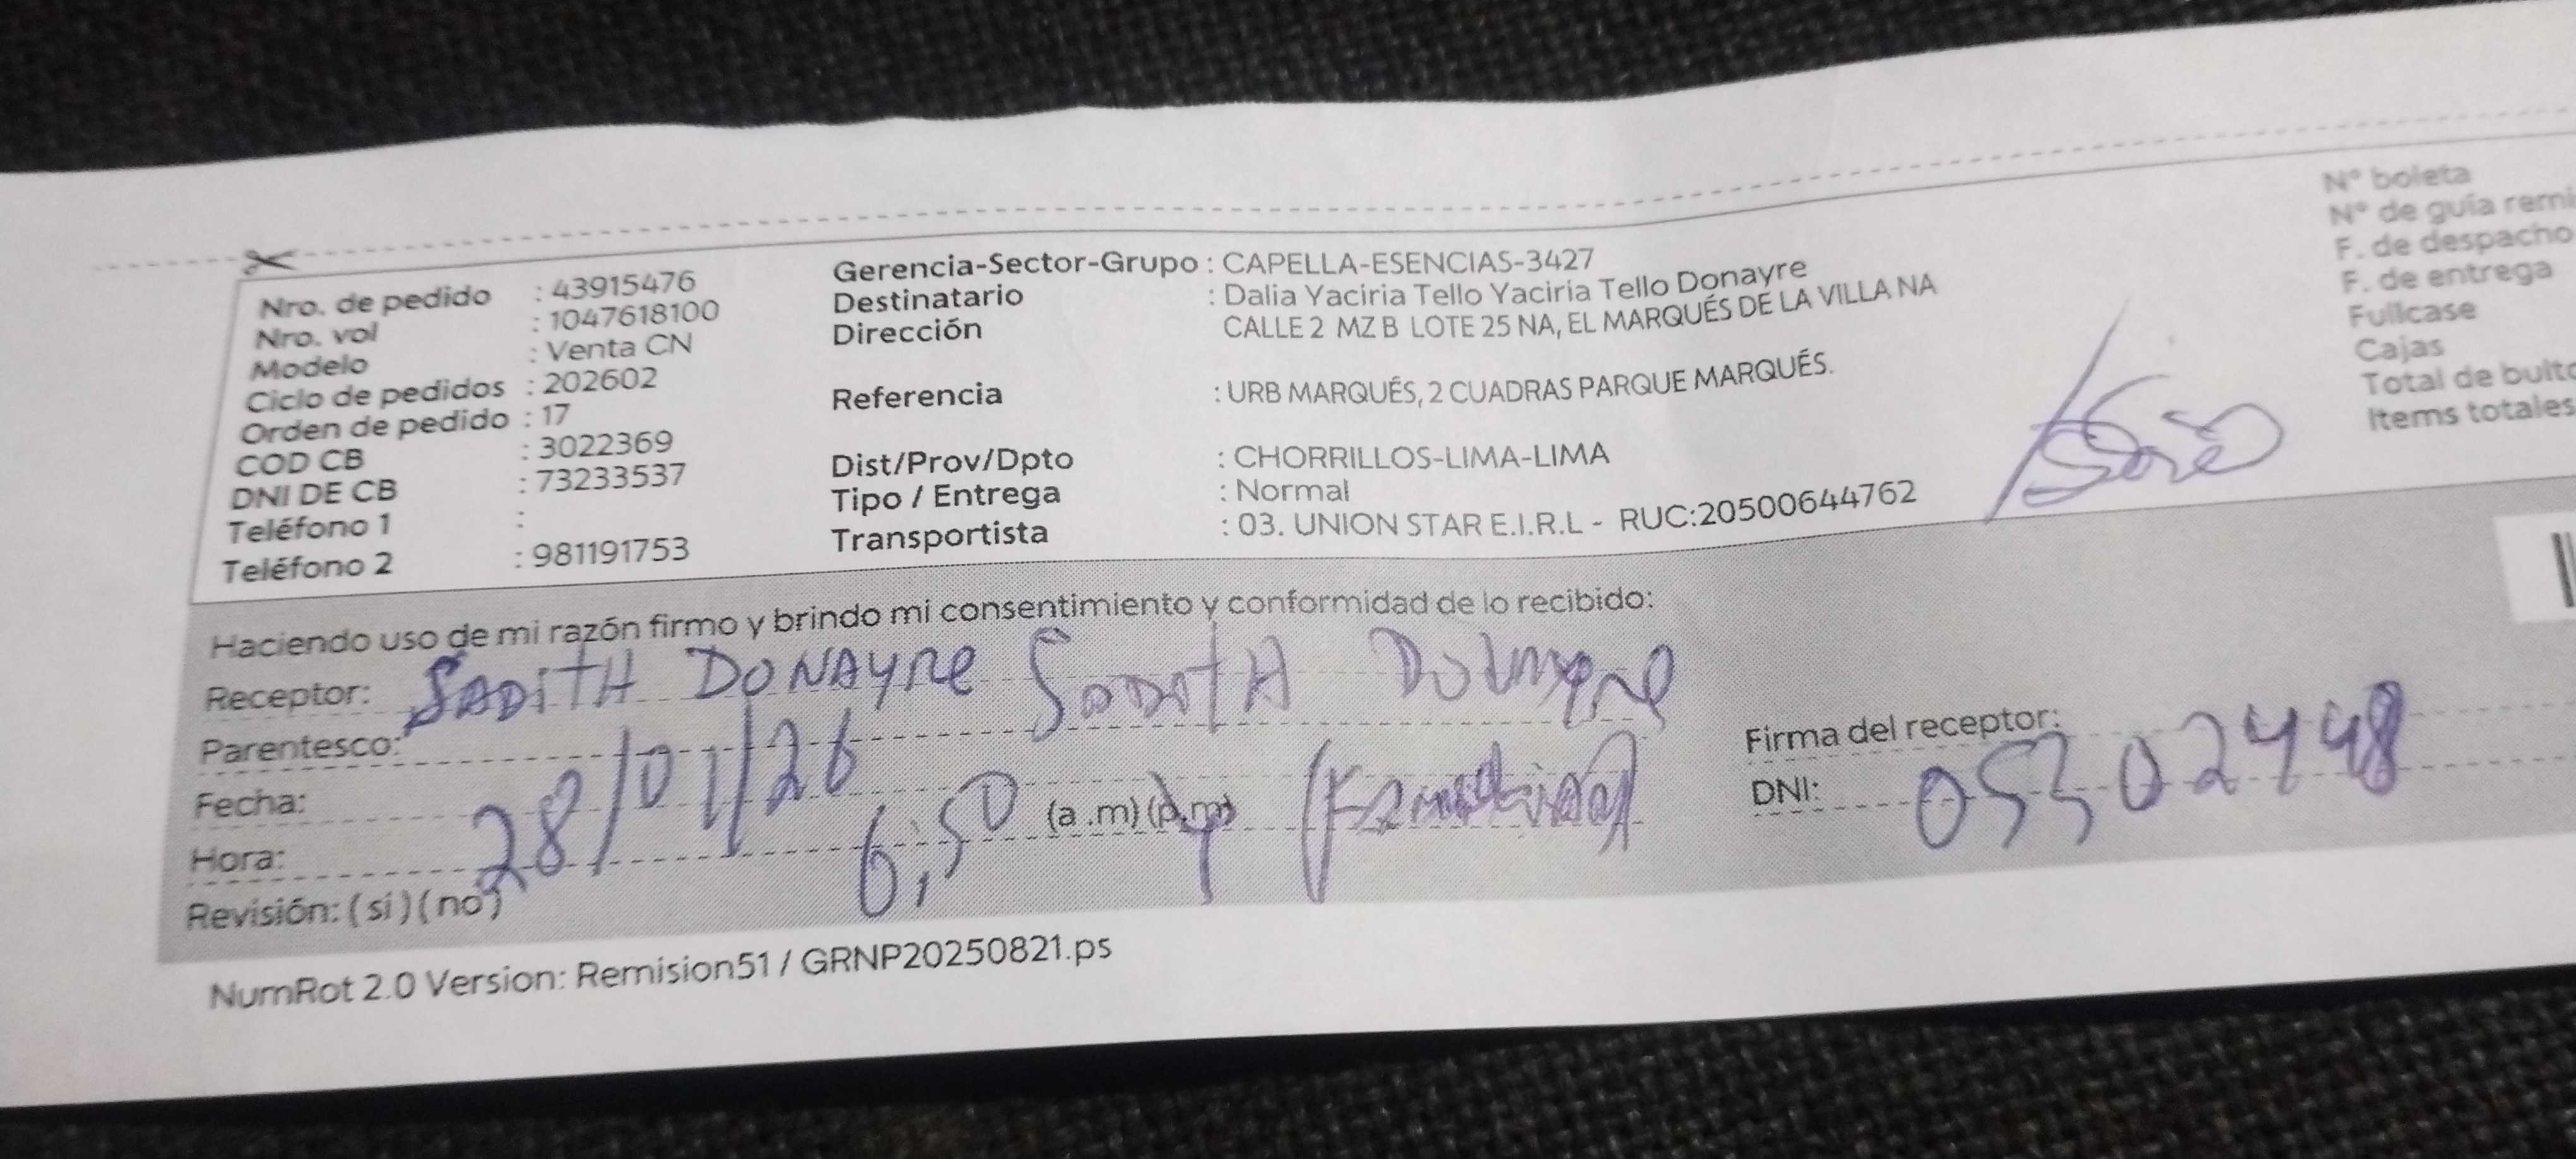 Nro. de pedido : 43915476
Nro. vol : 1047618100
Modelo : Venta CN
Ciclo de pedidos : 202602
Orden de pedido : 17
COD CB : 3022369
DNI DE CB : 73233537
Teléfono 1 :
Teléfono 2 : 981191753
Gerencia-Sector-Grupo : CAPELLA-ESENCIAS-3427
Destinatario : Dalia Yaciria Tello Yaciria Tello Donayre
Dirección CALLE 2 MZ B LOTE 25 NA, EL MARQUÉS DE LA VILLA NA
Referencia : URB MARQUÉS, 2 CUADRAS PARQUE MARQUÉS.
Dist/Prov/Dpto : CHORRILLOS-LIMA-LIMA
Tipo / Entrega : Normal
Transportista : 03. UNION STAR E.I.R.L - RUC:20500644762
N° boleta
N° de guía remi
F. de despacho
F. de entrega
Fullcase
Cajas
Total de bulto
Items totales
Haciendo uso de mi razón firmo y brindo mi consentimiento y conformidad de lo recibido:
Receptor: SADITH DONAYRE
Parentesco:
Fecha: 28/01/26
Hora: 6,50 (a .m) (p.m)
Revisión: ( si ) ( no )
Firma del receptor:
DNI: 05302448
NumRot 2.0 Version: Remision51 / GRNP20250821.ps